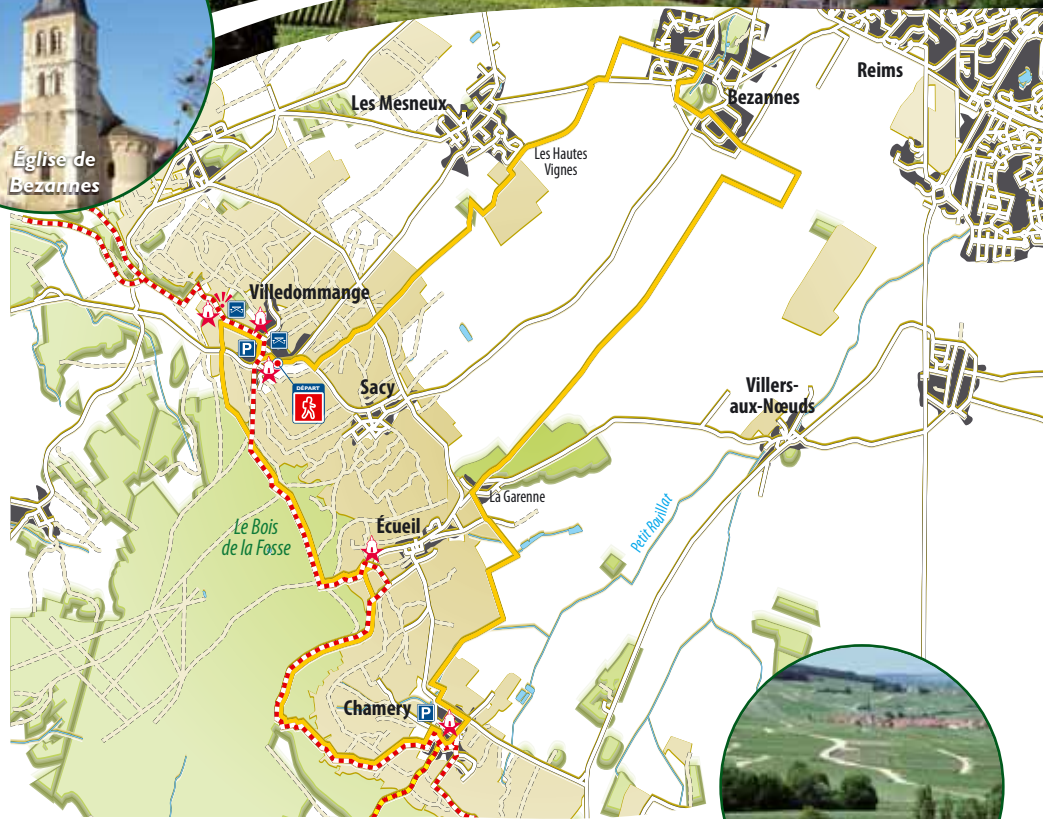 Église de
Bezannes
Les Mesneux
Bezannes
Reims
Les Hautes
Vignes
Villedommange
P
DÉPART
Sacy
Villers-
aux-Nœuds
La Garenne
Le Bois
de la Fosse
Écueil
Petit Rouillat
Chamery
P